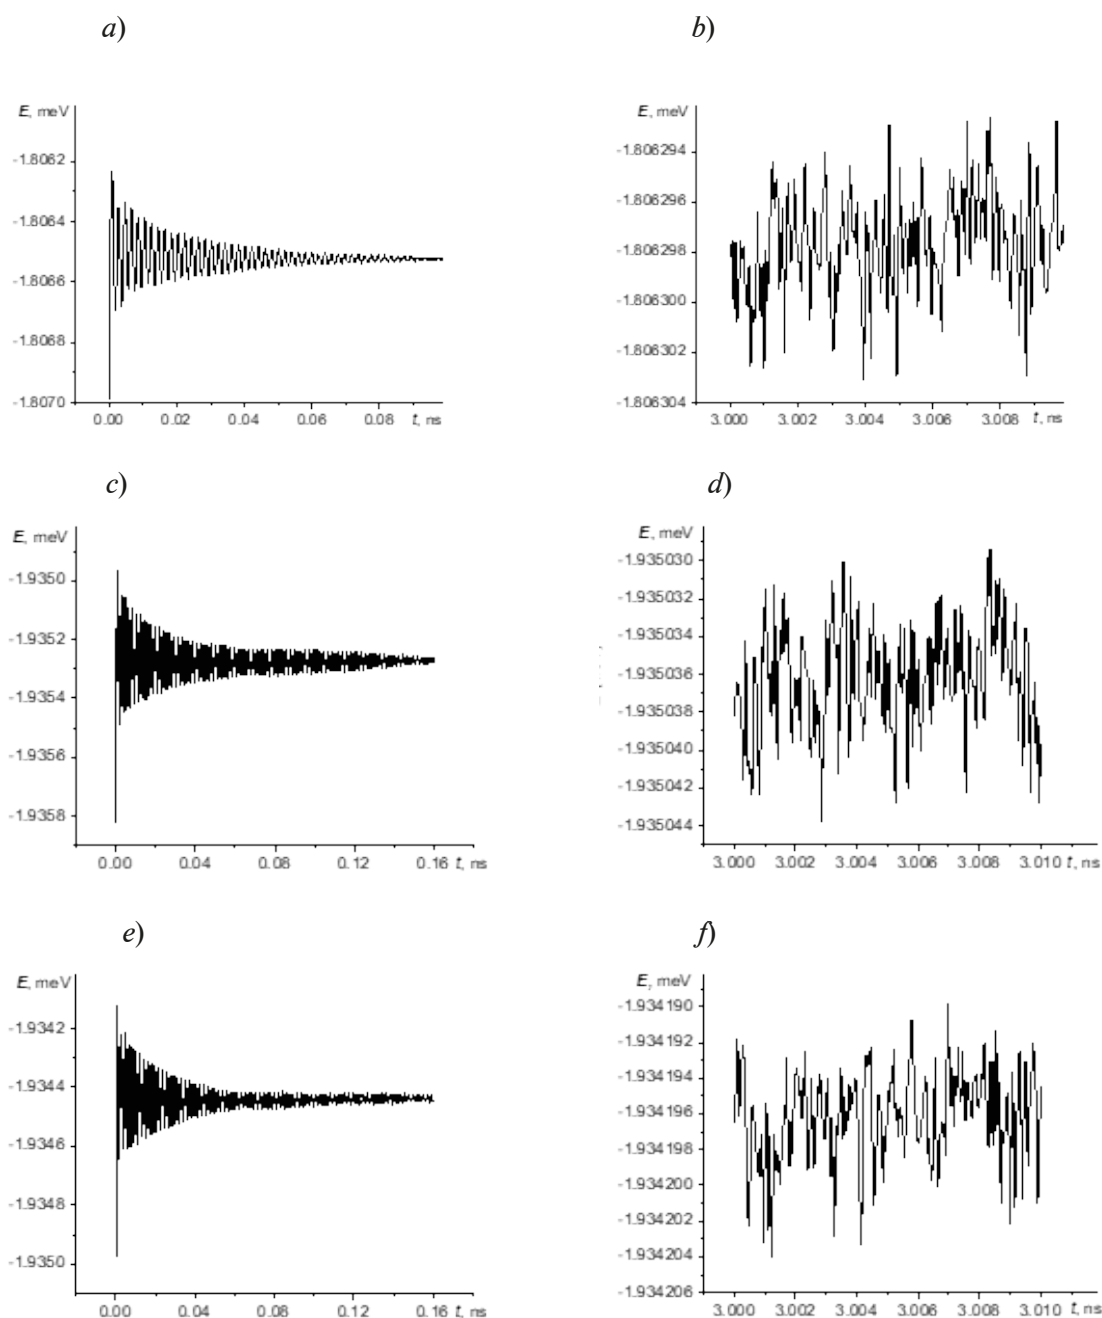 a)
E, meV
-1.8062
-1.8064
-1.8066
-1.8068
-1.8070
0.00 0.02 0.04 0.06 0.08 t, ns
b)
E, meV
-1.806294
-1.806296
-1.806298
-1.806300
-1.806302
-1.806304
3.000 3.002 3.004 3.006 3.008 t, ns
c)
E, meV
-1.9350
-1.9352
-1.9354
-1.9356
-1.9358
0.00 0.04 0.08 0.12 0.16 t, ns
d)
E, meV
-1.935030
-1.935032
-1.935034
-1.935036
-1.935038
-1.935040
-1.935042
-1.935044
3.000 3.002 3.004 3.006 3.008 3.010 t, ns
e)
E, meV
-1.9342
-1.9344
-1.9346
-1.9348
-1.9350
0.00 0.04 0.08 0.12 0.16 t, ns
f)
E, meV
-1.934190
-1.934192
-1.934194
-1.934196
-1.934198
-1.934200
-1.934202
-1.934204
-1.934206
3.000 3.002 3.004 3.006 3.008 3.010 t, ns